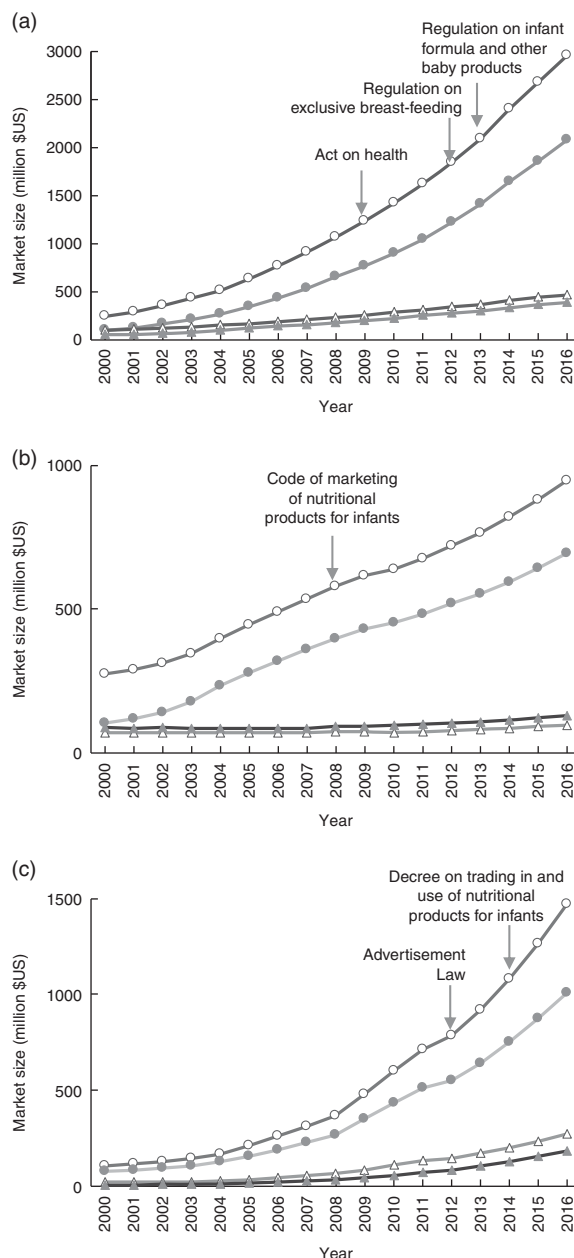 (a)
Regulation on infant
formula and other
baby products
Regulation on
exclusive breast-feeding
Act on health
3000
2500
2000
1500
1000
500
0
Market size (million $US)
2000 2001 2002 2003 2004 2005 2006 2007 2008 2009 2010 2011 2012 2013 2014 2015 2016
Year
(b)
Code of marketing
of nutritional
products for infants
1000
500
0
Market size (million $US)
2000 2001 2002 2003 2004 2005 2006 2007 2008 2009 2010 2011 2012 2013 2014 2015 2016
Year
(c)
Decree on trading in and
use of nutritional
products for infants
Advertisement
Law
1500
1000
500
0
Market size (million $US)
2000 2001 2002 2003 2004 2005 2006 2007 2008 2009 2010 2011 2012 2013 2014 2015 2016
Year